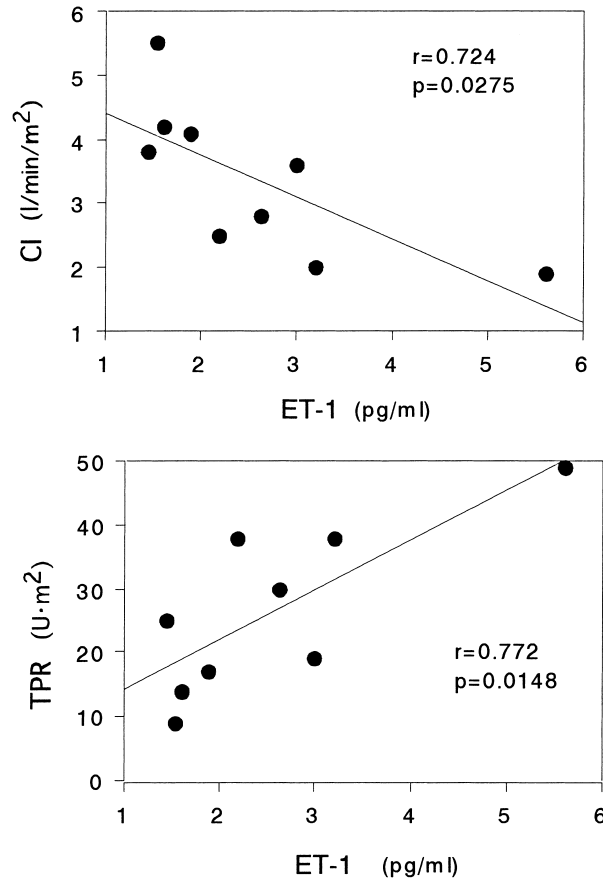 6
5
4
3
2
1
CI (l/min/m²)
r=0.724
p=0.0275
1 2 3 4 5 6
ET-1 (pg/ml)
50
40
30
20
10
0
TPR (U·m²)
r=0.772
p=0.0148
1 2 3 4 5 6
ET-1 (pg/ml)